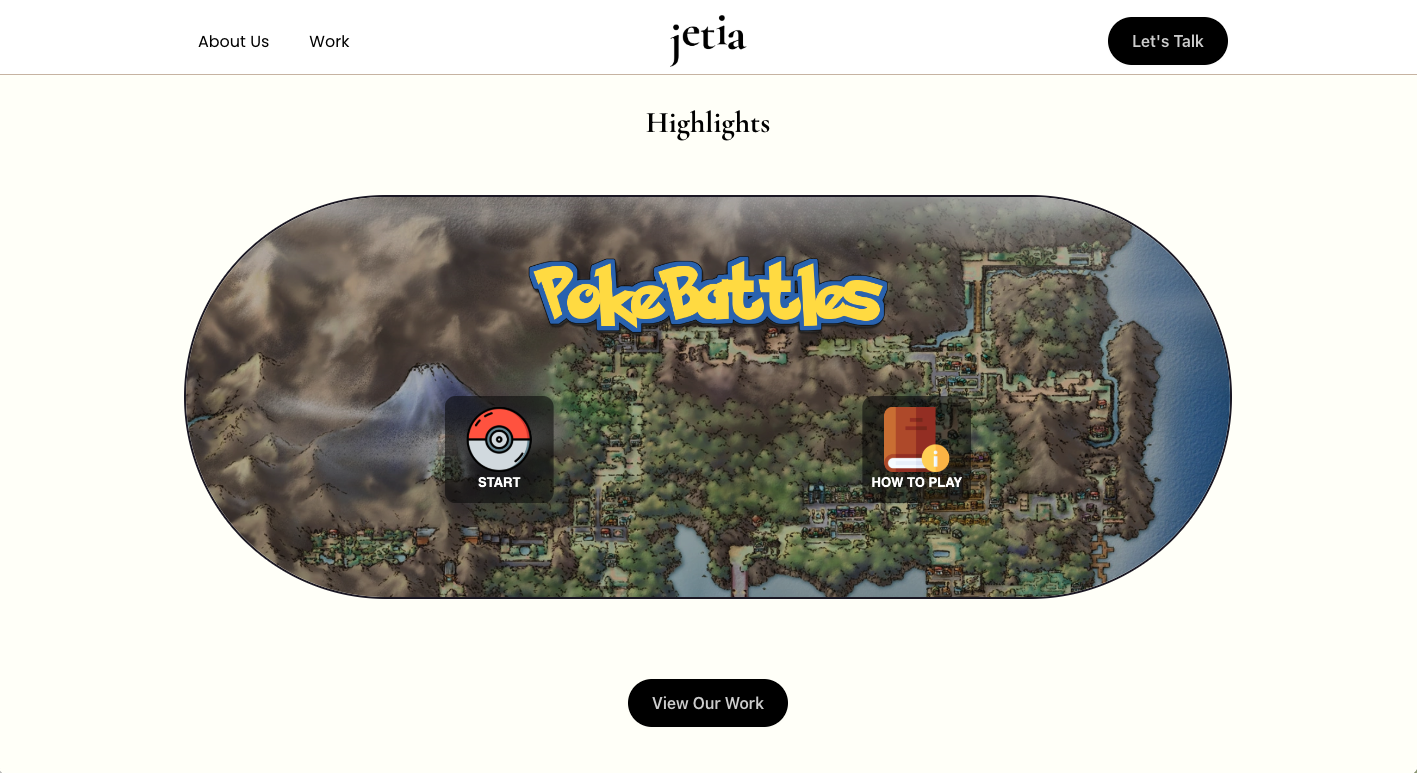 About Us
Work
jetia
Let's Talk
Highlights
PokeBattles
START
HOW TO PLAY
View Our Work